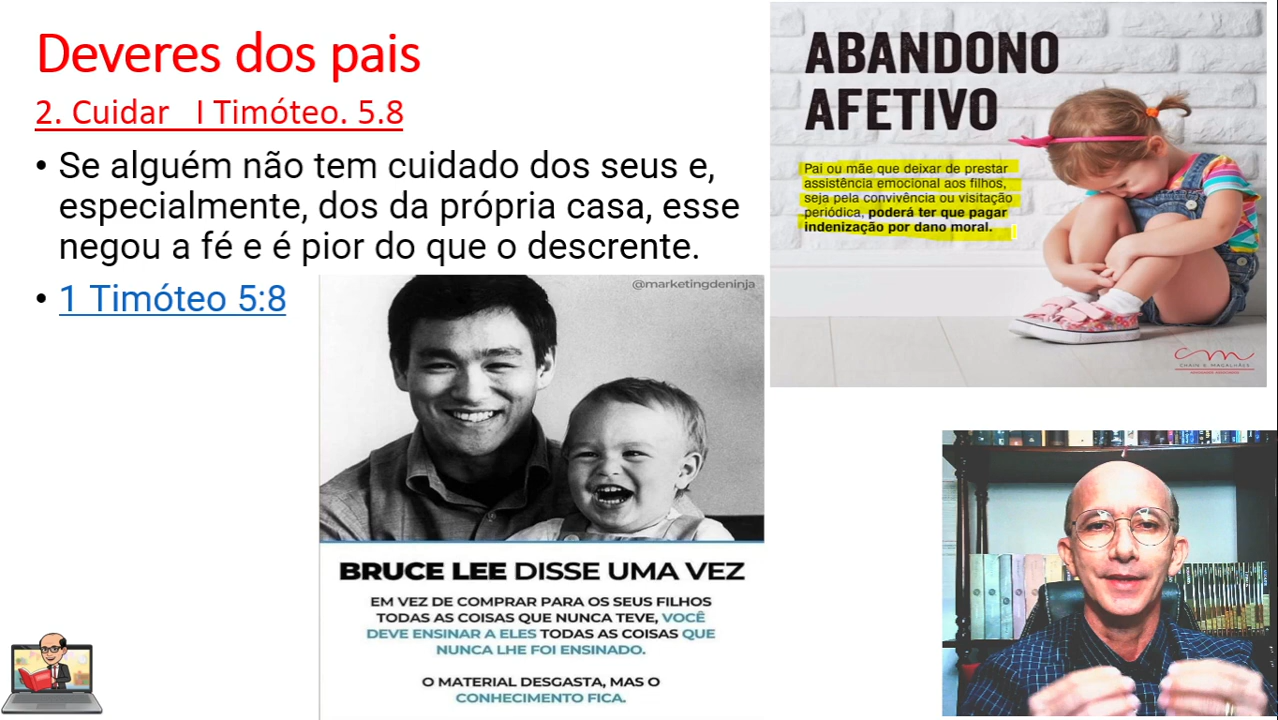 Deveres dos pais
2. Cuidar I Timóteo. 5.8
• Se alguém não tem cuidado dos seus e,
especialmente, dos da própria casa, esse
negou a fé e é pior do que o descrente.
• 1 Timóteo 5:8
ABANDONO
AFETIVO
Pai ou mãe que deixar de prestar
assistência emocional aos filhos,
seja pela convivência ou visitação
periódica, poderá ter que pagar
indenização por dano moral.
@marketingdeninja
BRUCE LEE DISSE UMA VEZ
EM VEZ DE COMPRAR PARA OS SEUS FILHOS
TODAS AS COISAS QUE NUNCA TEVE, VOCÊ
DEVE ENSINAR A ELES TODAS AS COISAS QUE
NUNCA LHE FOI ENSINADO.
O MATERIAL DESGASTA, MAS O
CONHECIMENTO FICA.